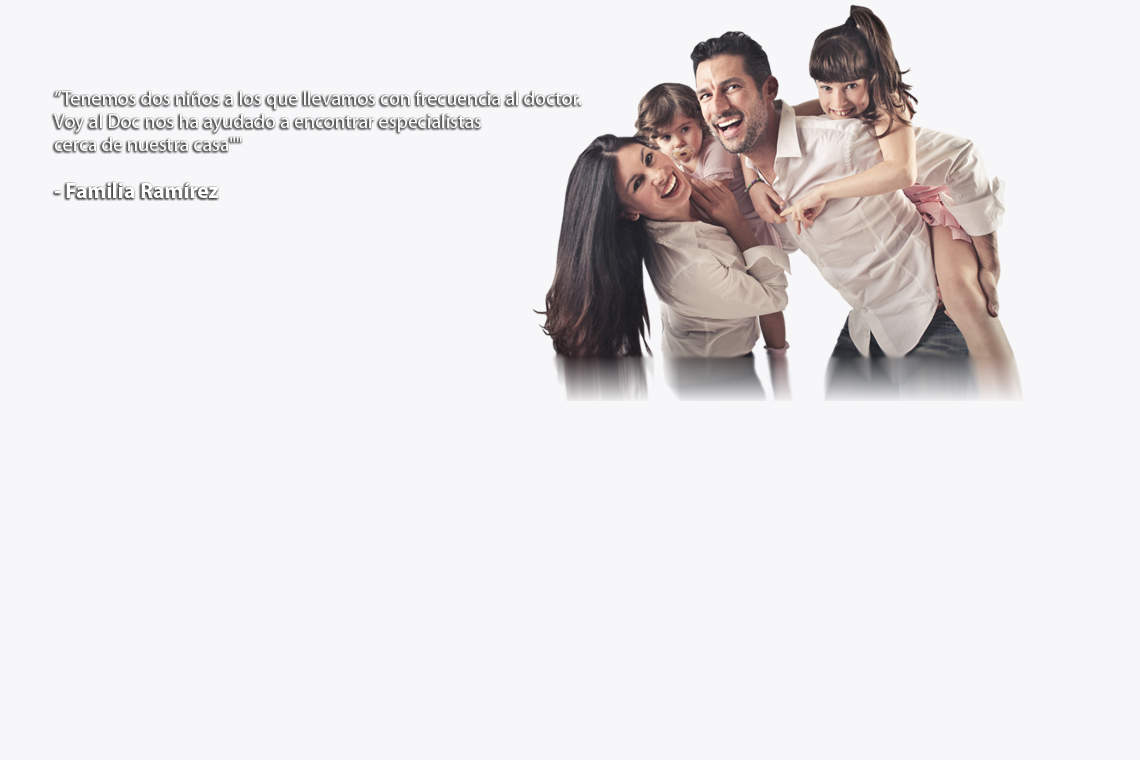 “Tenemos dos niños a los que llevamos con frecuencia al doctor.
Voy al Doc nos ha ayudado a encontrar especialistas
cerca de nuestra casa""
- Familia Ramírez